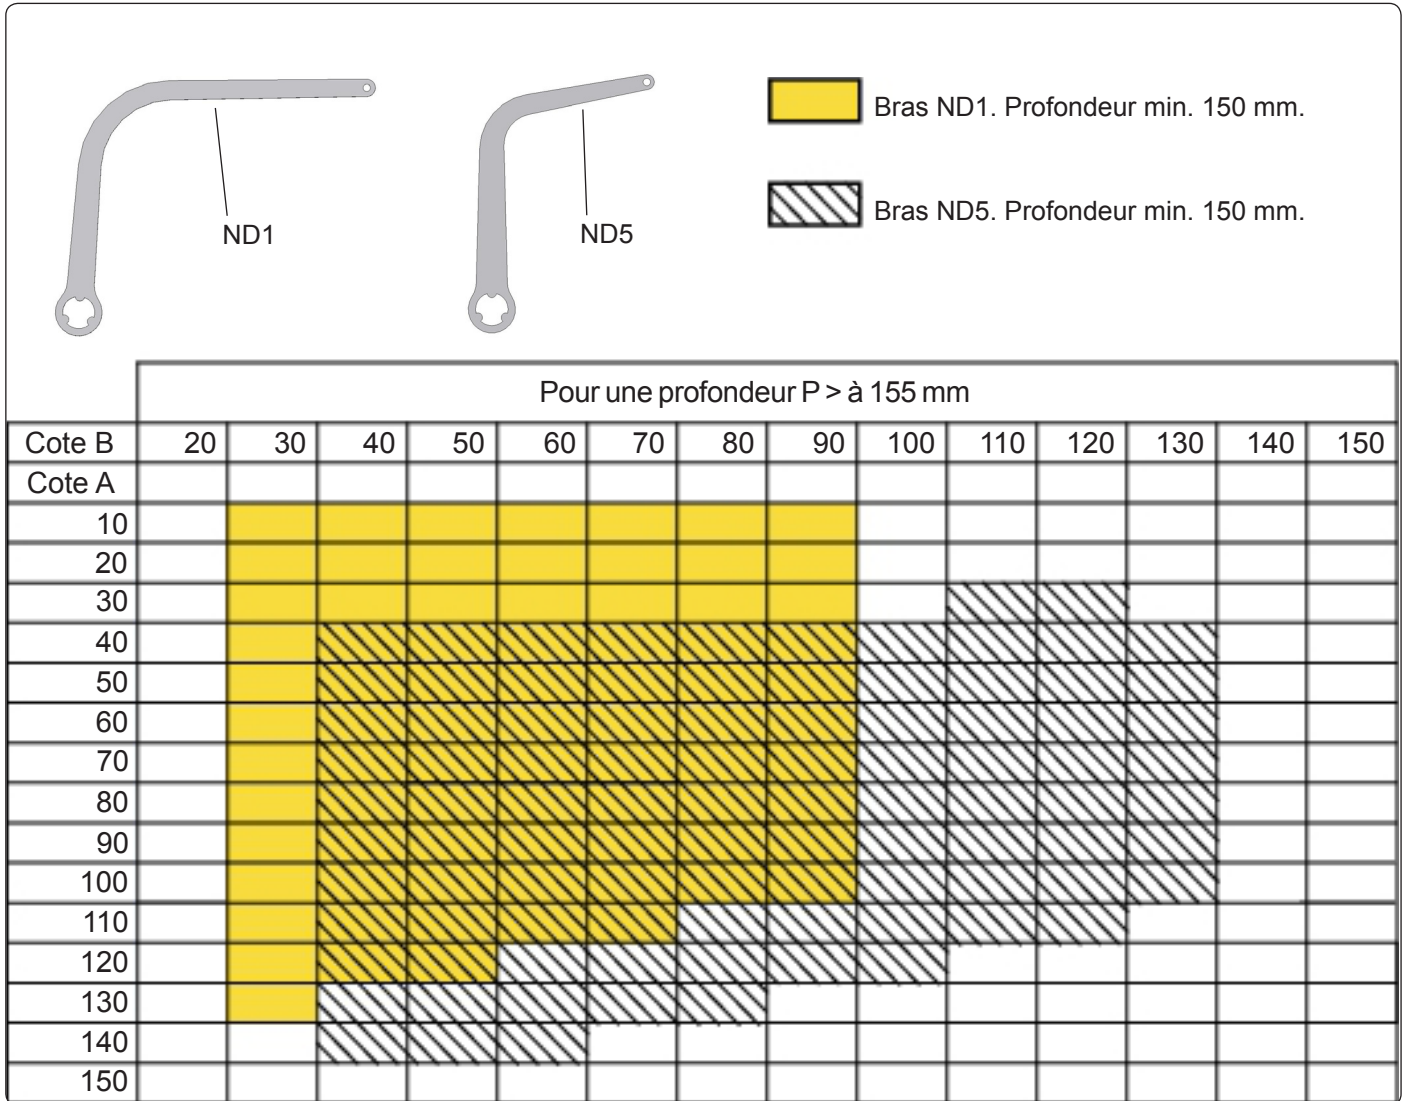 Bras ND1. Profondeur min. 150 mm.
Bras ND5. Profondeur min. 150 mm.
ND1
ND5
Pour une profondeur P > à 155 mm
Cote B 20 30 40 50 60 70 80 90 100 110 120 130 140 150
Cote A
10
20
30
40
50
60
70
80
90
100
110
120
130
140
150